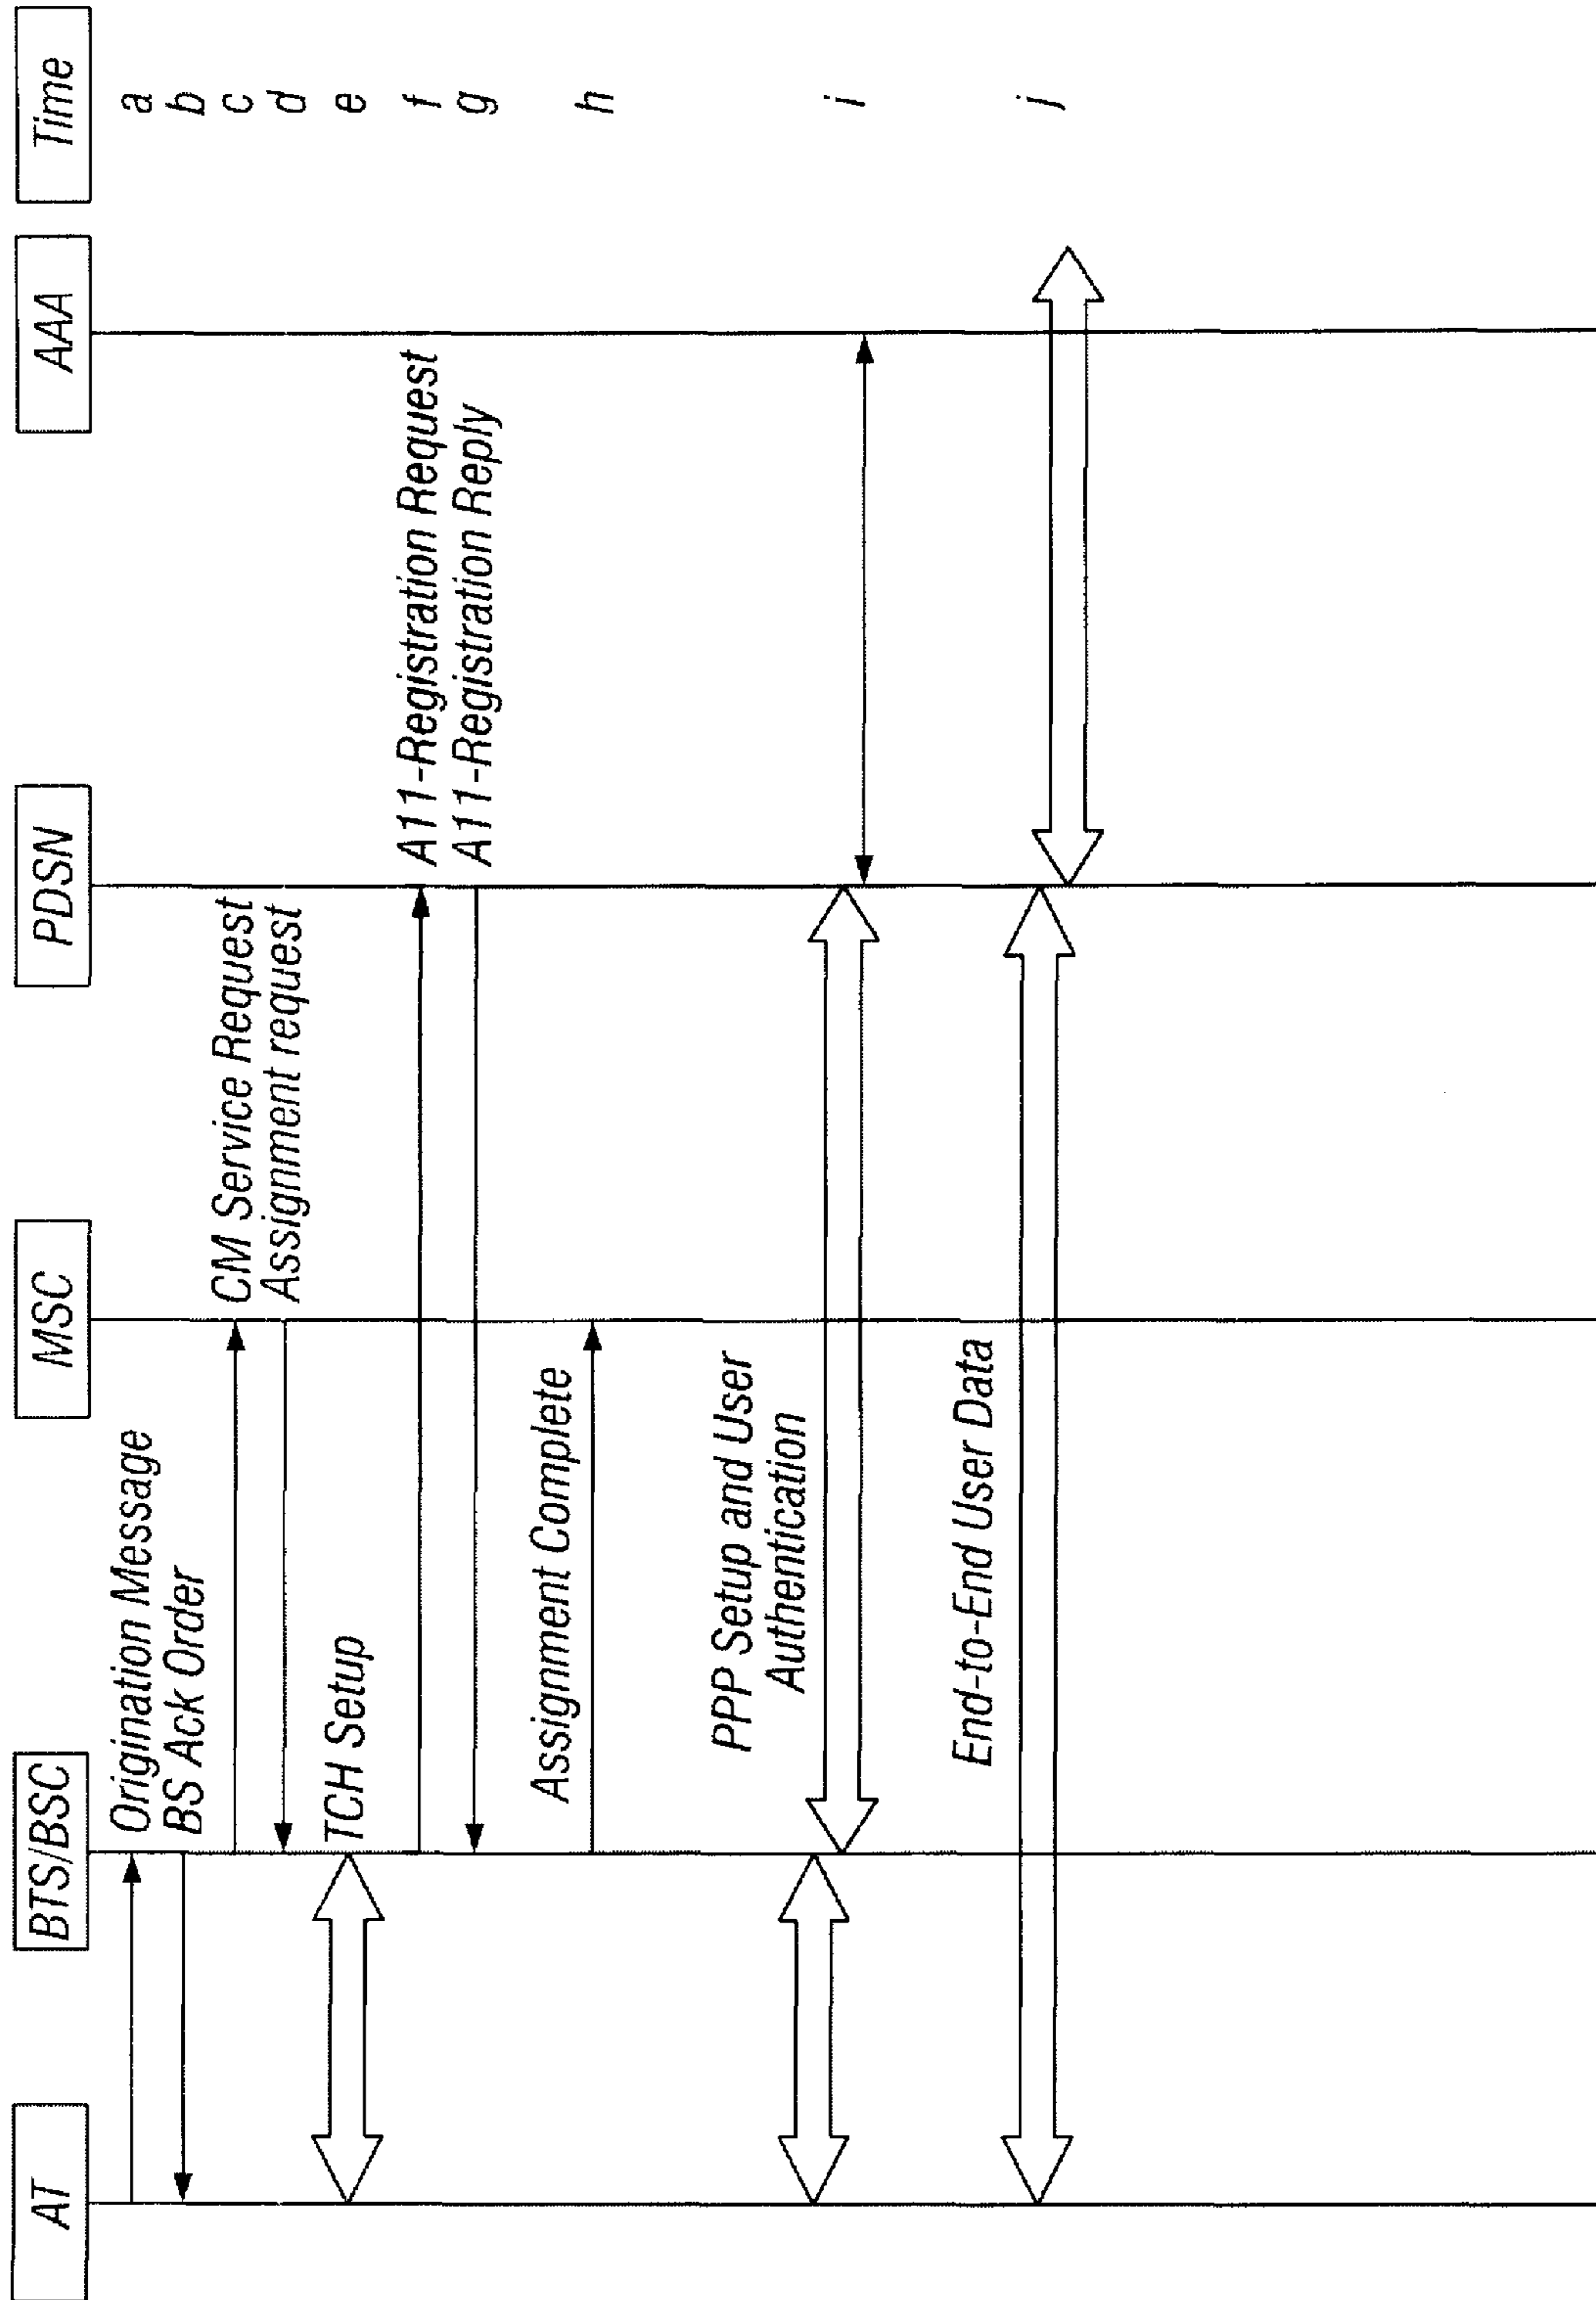 AT
BTS/BSC
MSC
PDSN
AAA
Time
Origination Message
a
BS Ack Order
b
CM Service Request
c
Assignment request
d
TCH Setup
e
A11-Registration Request
f
A11-Registration Reply
g
Assignment Complete
h
PPP Setup and User
Authentication
i
End-to-End User Data
j